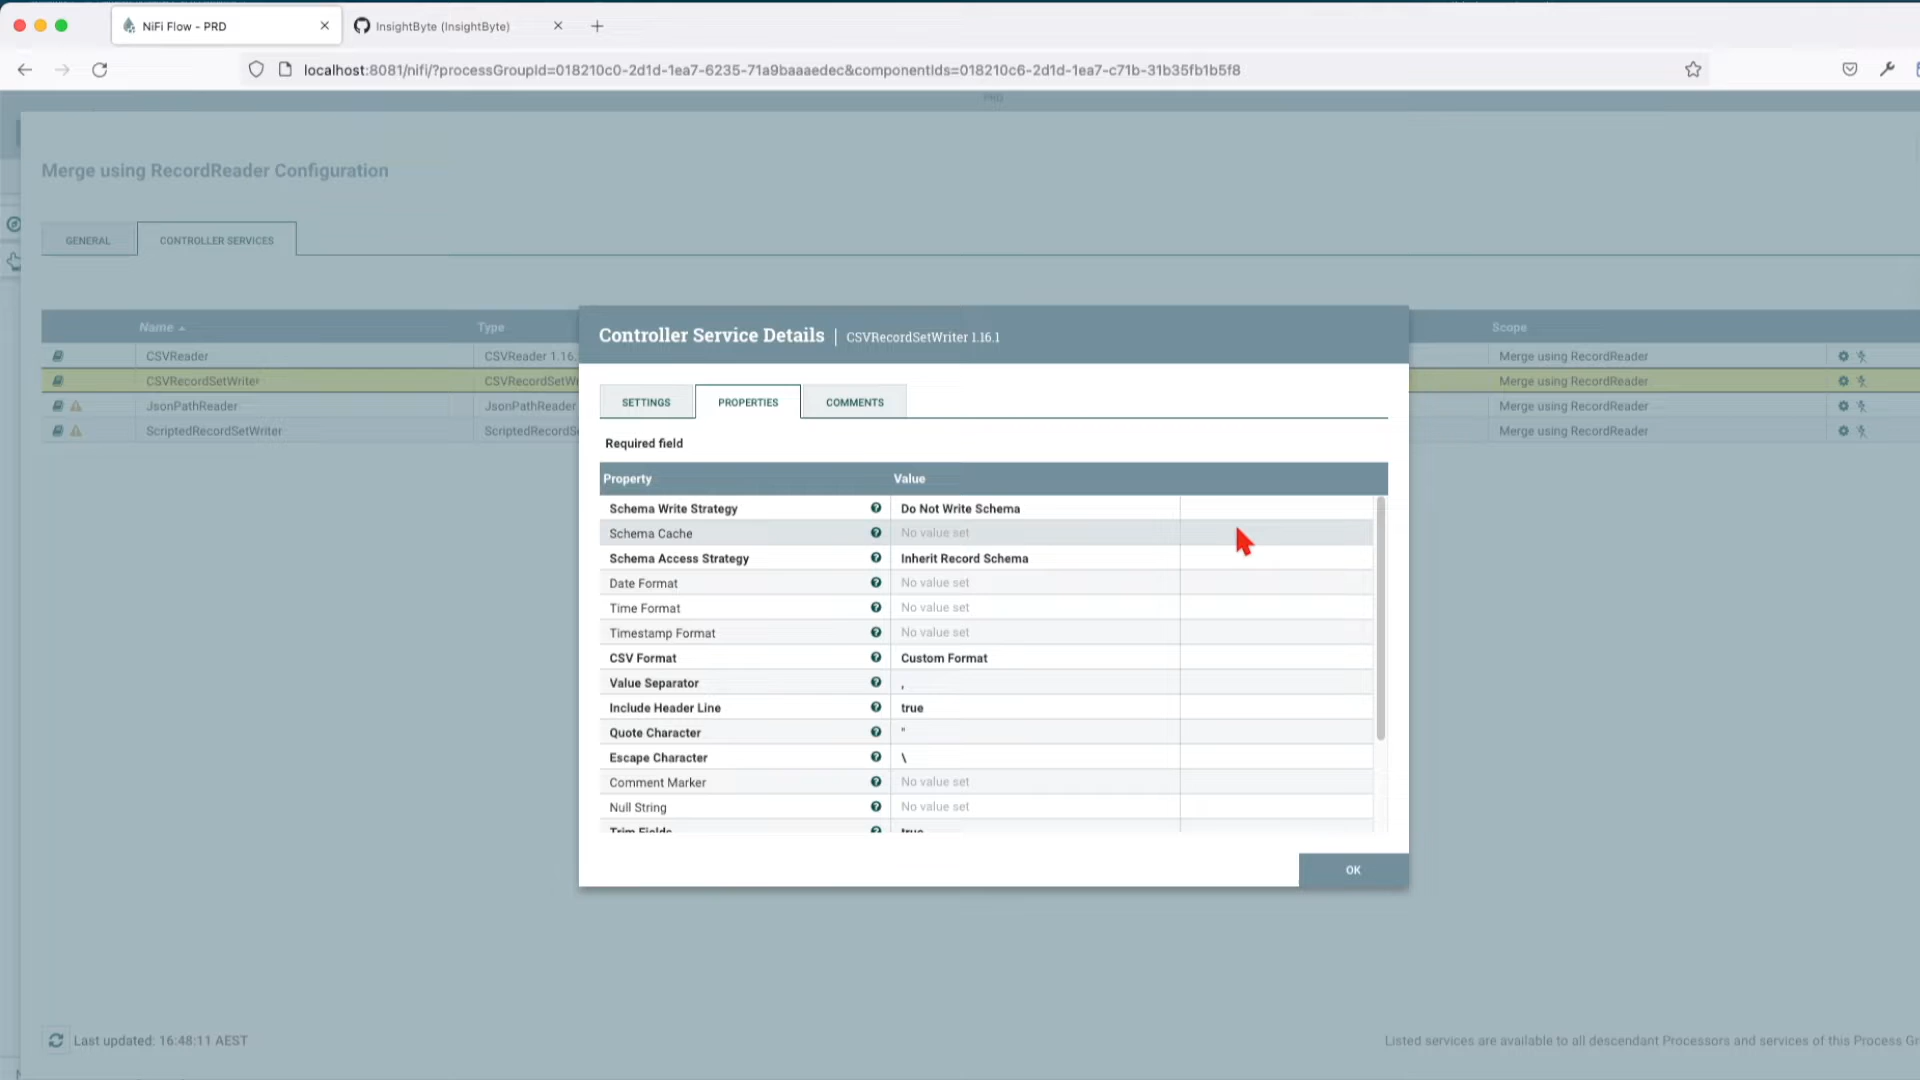 NiFi Flow - PRD
InsightByte (InsightByte)
localhost:8081/nifi/?processGroupId=018210c0-2d1d-1ea7-6235-71a9baaaedec&componentIds=018210c6-2d1d-1ea7-c71b-31b35fb1b5f8
PRD
Merge using RecordReader Configuration
GENERAL
CONTROLLER SERVICES
Name Type Scope
CSVReader CSVReader 1.16. Merge using RecordReader
CSVRecordSetWriter CSVRecordSetWr Merge using RecordReader
JsonPathReader JsonPathReader Merge using RecordReader
ScriptedRecordSetWriter ScriptedRecordS Merge using RecordReader
Controller Service Details | CSVRecordSetWriter 1.16.1
SETTINGS
PROPERTIES
COMMENTS
Required field
Property Value
Schema Write Strategy Do Not Write Schema
Schema Cache No value set
Schema Access Strategy Inherit Record Schema
Date Format No value set
Time Format No value set
Timestamp Format No value set
CSV Format Custom Format
Value Separator ,
Include Header Line true
Quote Character "
Escape Character \
Comment Marker No value set
Null String No value set
Trim Fields true
OK
Last updated: 16:48:11 AEST
Listed services are available to all descendant Processors and services of this Process Gr